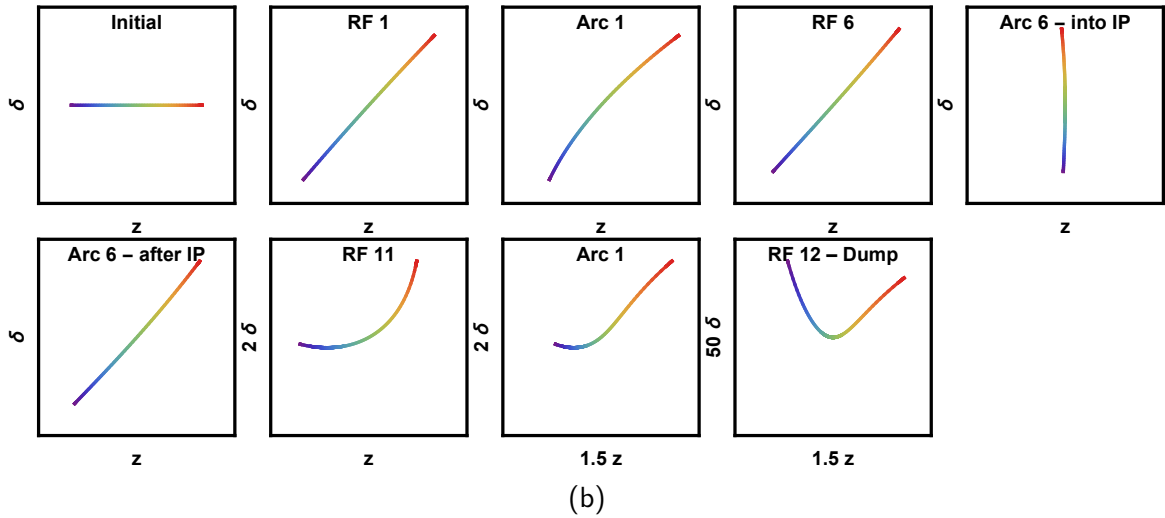 Initial
RF 1
Arc 1
RF 6
Arc 6 – into IP
δ
δ
δ
δ
δ
z
z
z
z
z
Arc 6 – after IP
RF 11
Arc 1
RF 12 – Dump
δ
2 δ
2 δ
50 δ
z
z
1.5 z
1.5 z
(b)